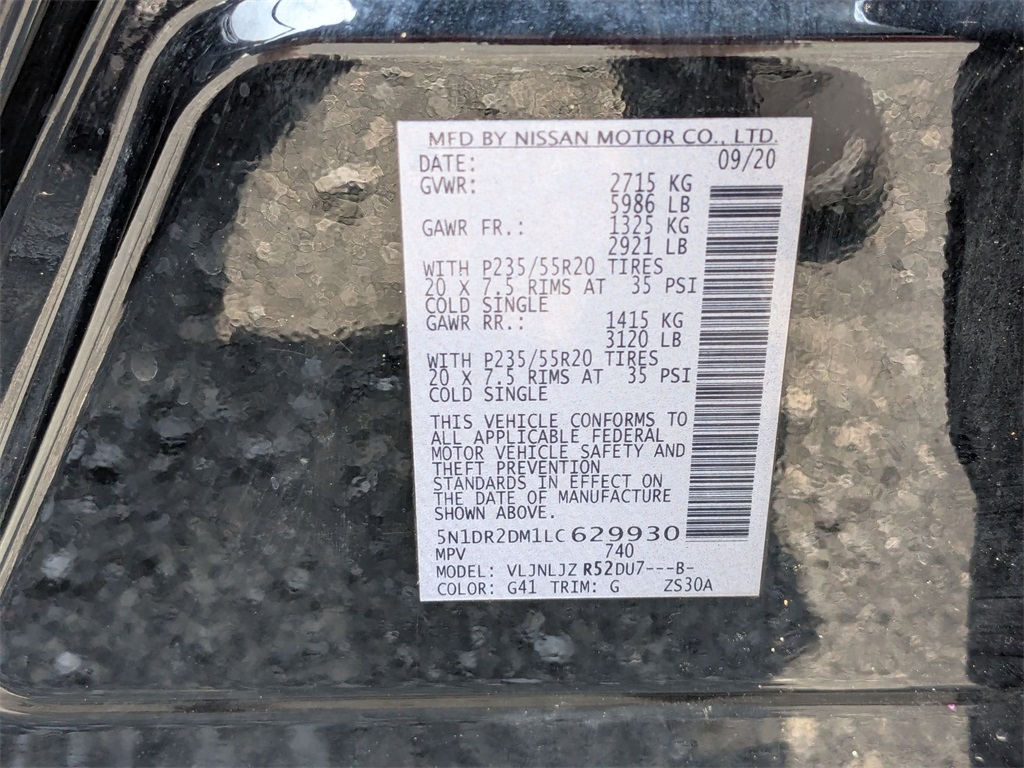 MFD BY NISSAN MOTOR CO., LTD.
DATE: 09/20
GVWR: 2715 KG
5986 LB
GAWR FR.: 1325 KG
2921 LB
WITH P235/55R20 TIRES
20 X 7.5 RIMS AT 35 PSI
COLD SINGLE
GAWR RR.: 1415 KG
3120 LB
WITH P235/55R20 TIRES
20 X 7.5 RIMS AT 35 PSI
COLD SINGLE
THIS VEHICLE CONFORMS TO
ALL APPLICABLE FEDERAL
MOTOR VEHICLE SAFETY AND
THEFT PREVENTION
STANDARDS IN EFFECT ON
THE DATE OF MANUFACTURE
SHOWN ABOVE.
5N1DR2DM1LC629930
MPV 740
MODEL: VLJNLJZ R52DU7---B-
COLOR: G41 TRIM: G ZS30A